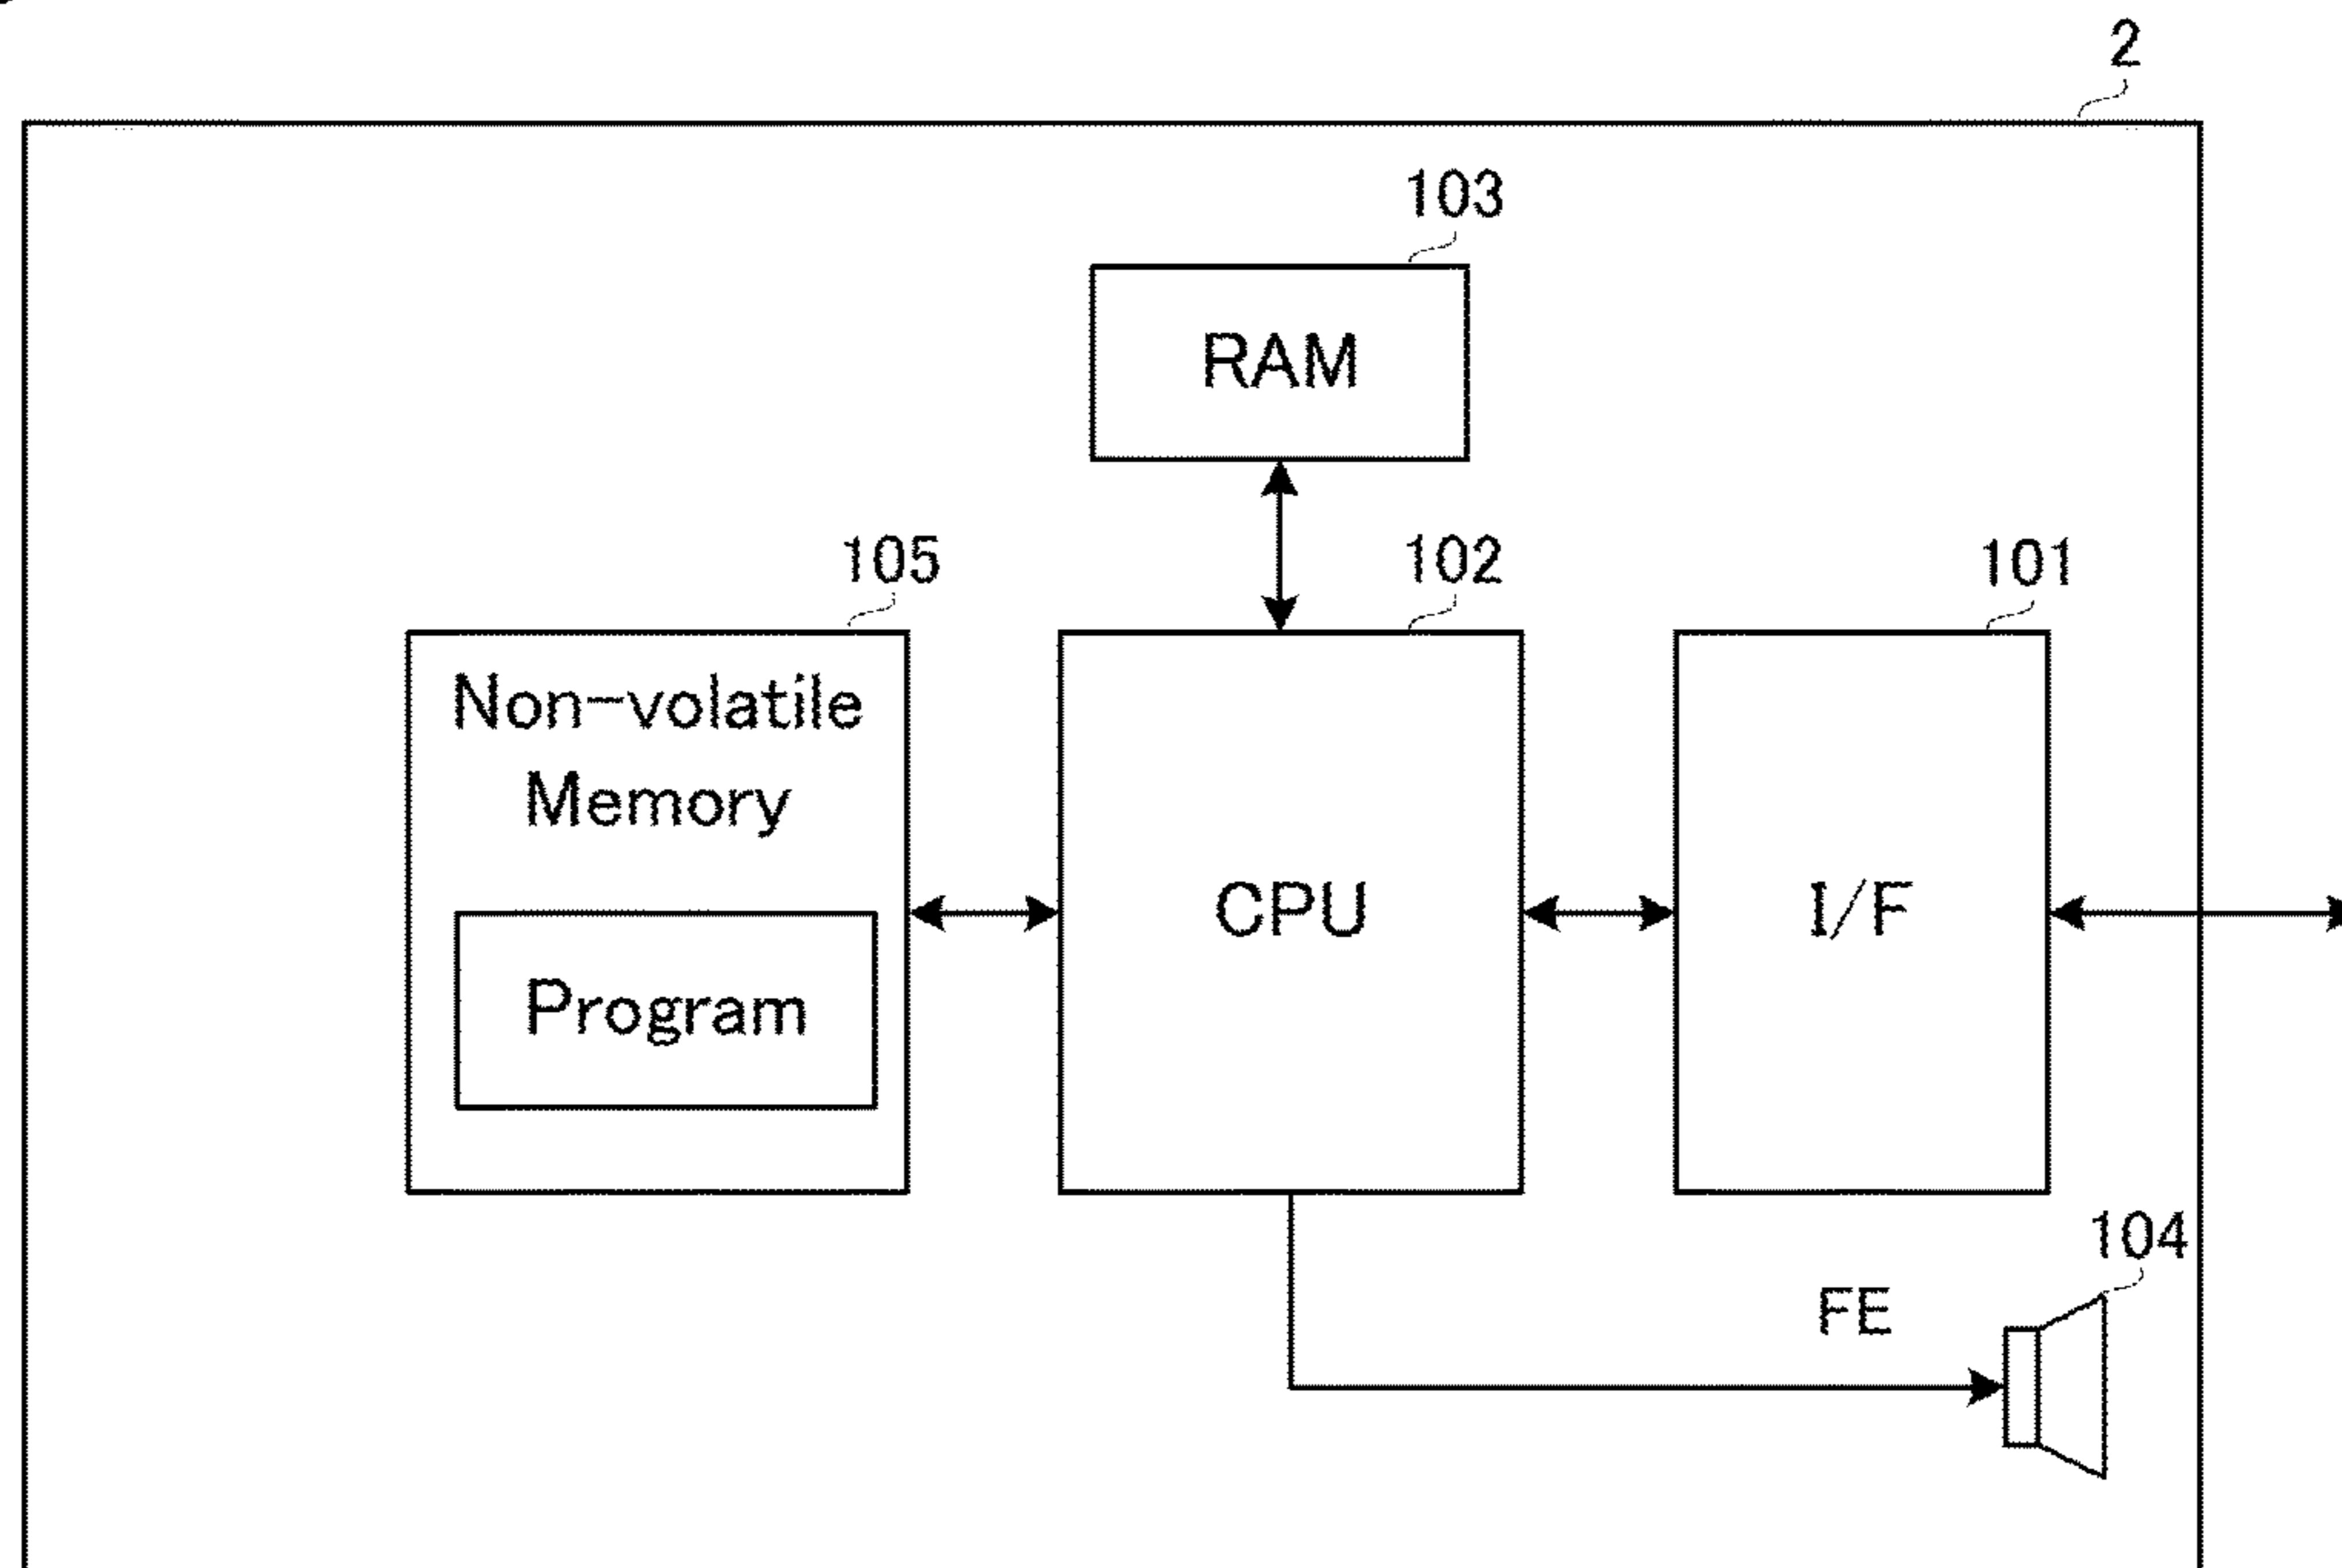 2
103
RAM
105
102
101
Non-volatile
Memory
CPU
I/F
Program
104
FE